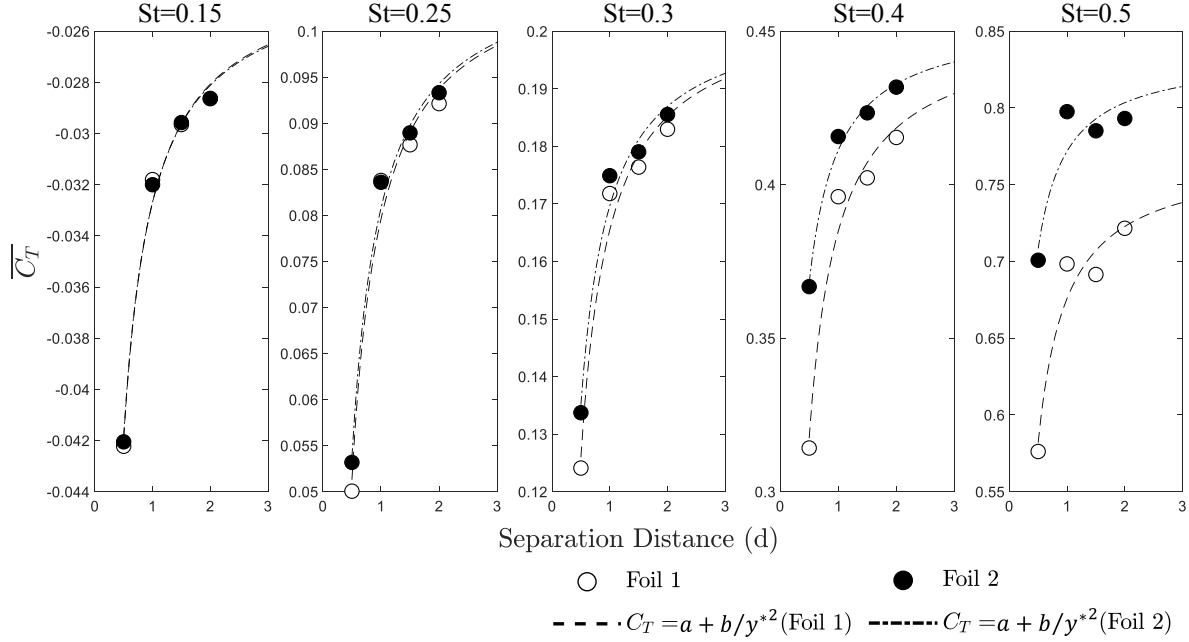 St=0.15 St=0.25 St=0.3 St=0.4 St=0.5
-0.026 0.1 0.2 0.45 0.85
-0.028 0.095 0.19 0.8
-0.03 0.09 0.18 0.4 0.75
-0.032 0.085 0.17
-0.034 0.08 0.16 0.35 0.7
-0.036 0.075 0.15 0.65
-0.038 0.07 0.14
-0.04 0.065 0.13 0.6
-0.042 0.06
-0.044 0.055 0.12 0.3 0.55
0.05
0 1 2 3 0 1 2 3 0 1 2 3 0 1 2 3 0 1 2 3
C_T
Separation Distance (d)
Foil 1 Foil 2
C_T =a + b/y*2(Foil 1) C_T =a + b/y*2(Foil 2)